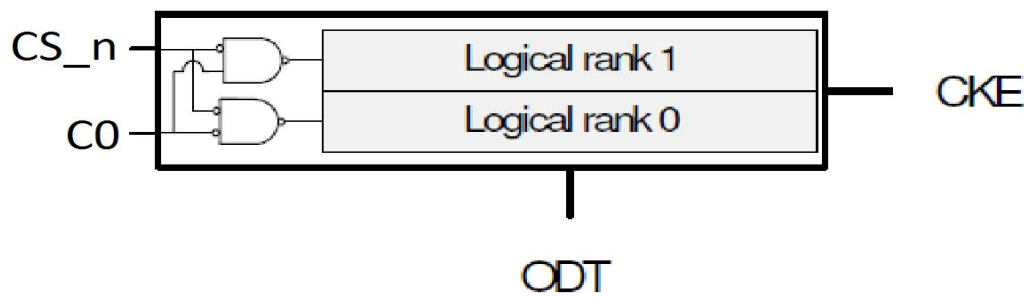 CS_n
Logical rank 1
CKE
Logical rank 0
C0
ODT